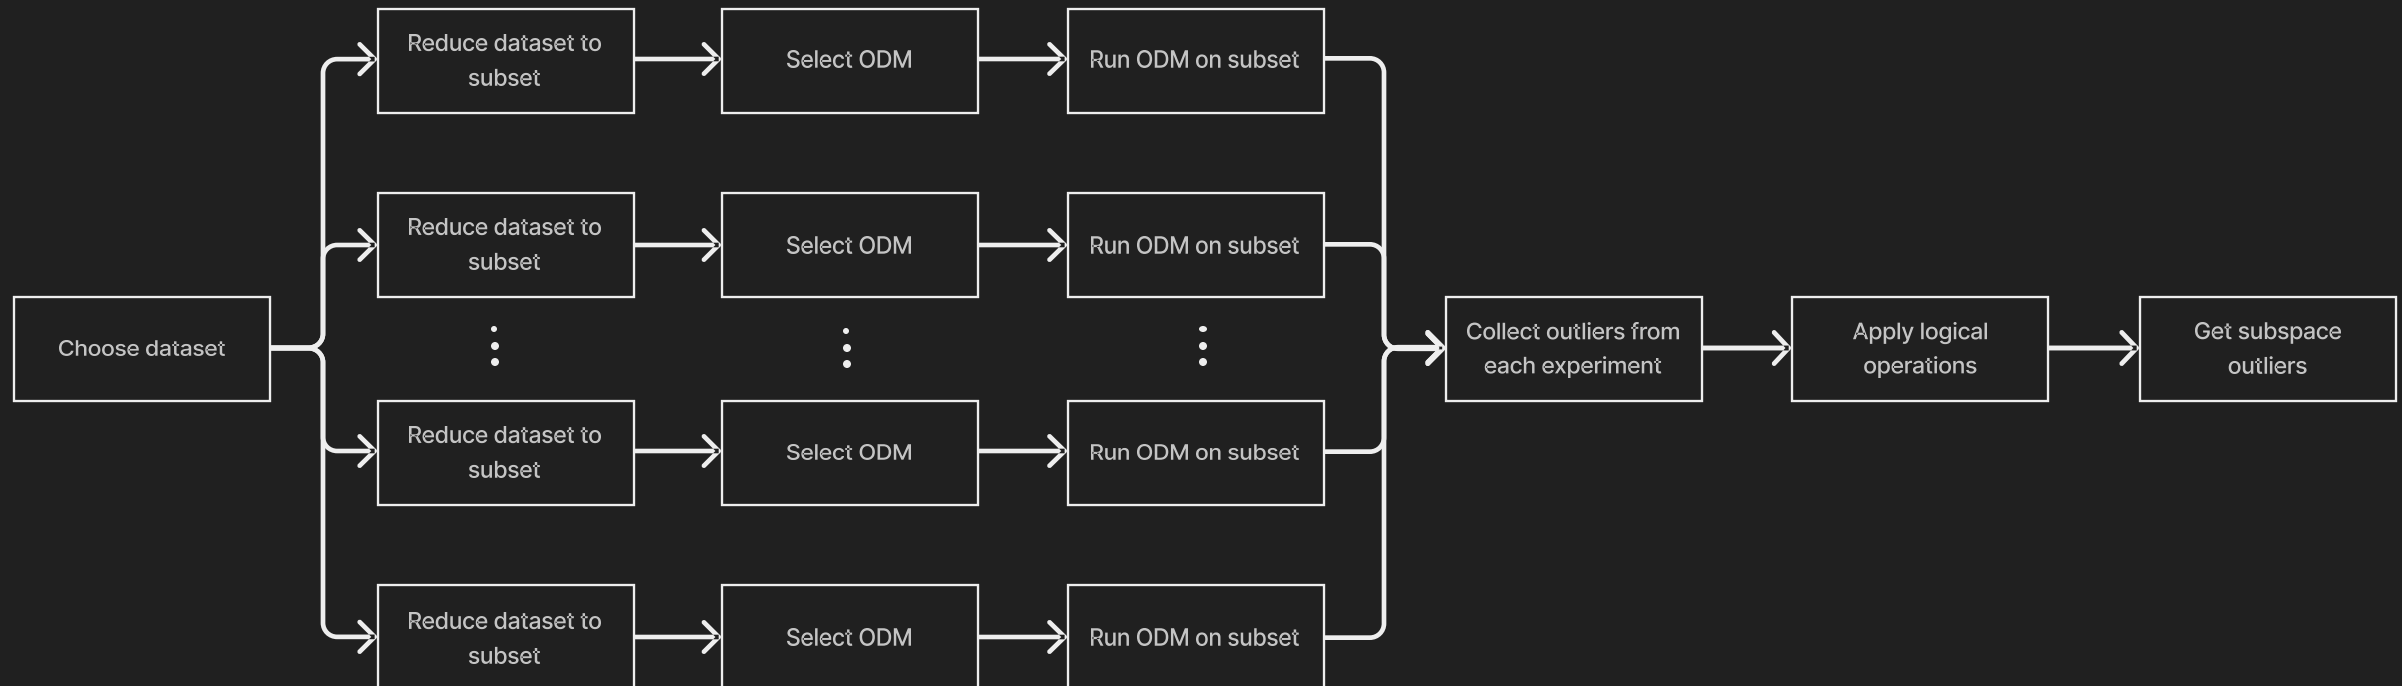 Reduce dataset to
subset
Select ODM
Run ODM on subset
Reduce dataset to
subset
Select ODM
Run ODM on subset
Choose dataset
Collect outliers from
each experiment
Apply logical
operations
Get subspace
outliers
Reduce dataset to
subset
Select ODM
Run ODM on subset
Reduce dataset to
subset
Select ODM
Run ODM on subset